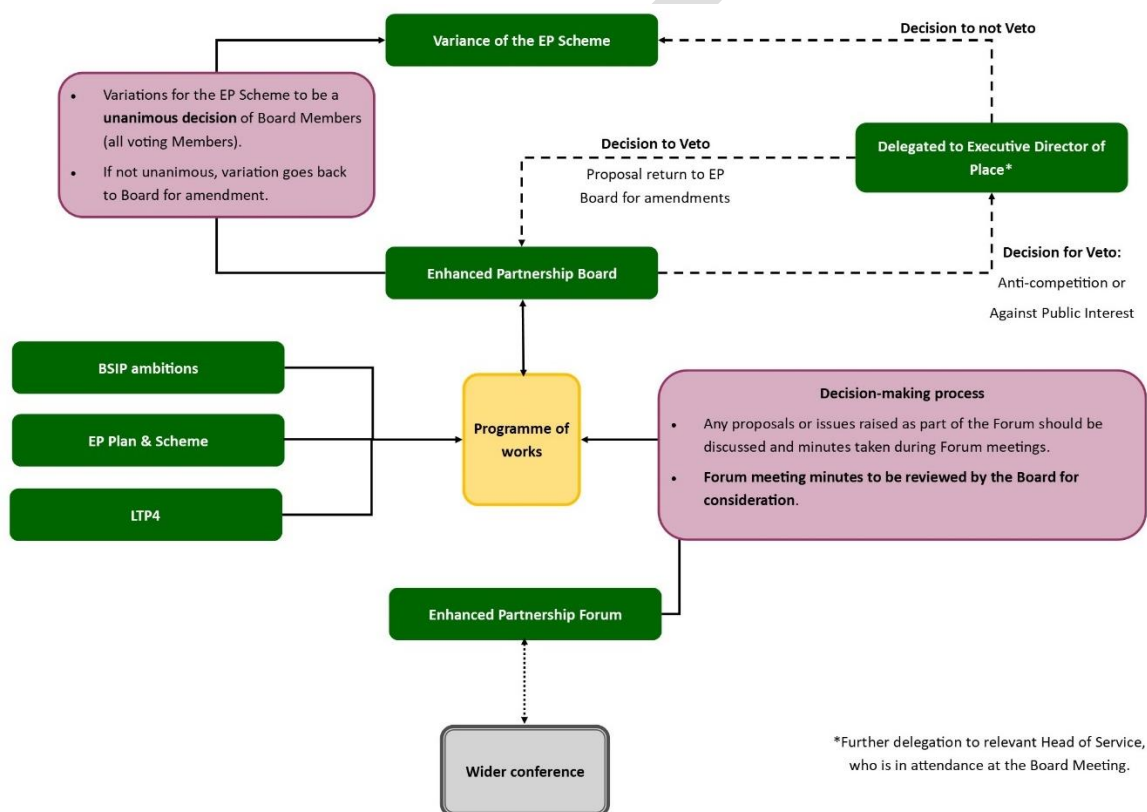 Variance of the EP Scheme
Decision to not Veto
• Variations for the EP Scheme to be a
unanimous decision of Board Members
(all voting Members).
• If not unanimous, variation goes back
to Board for amendment.
Decision to Veto
Proposal return to EP
Board for amendments
Delegated to Executive Director of
Place*
Enhanced Partnership Board
Decision for Veto:
Anti-competition or
Against Public Interest
BSIP ambitions
EP Plan & Scheme
LTP4
Programme of
works
Decision-making process
• Any proposals or issues raised as part of the Forum should be
discussed and minutes taken during Forum meetings.
• Forum meeting minutes to be reviewed by the Board for
consideration.
Enhanced Partnership Forum
Wider conference
*Further delegation to relevant Head of Service,
who is in attendance at the Board Meeting.